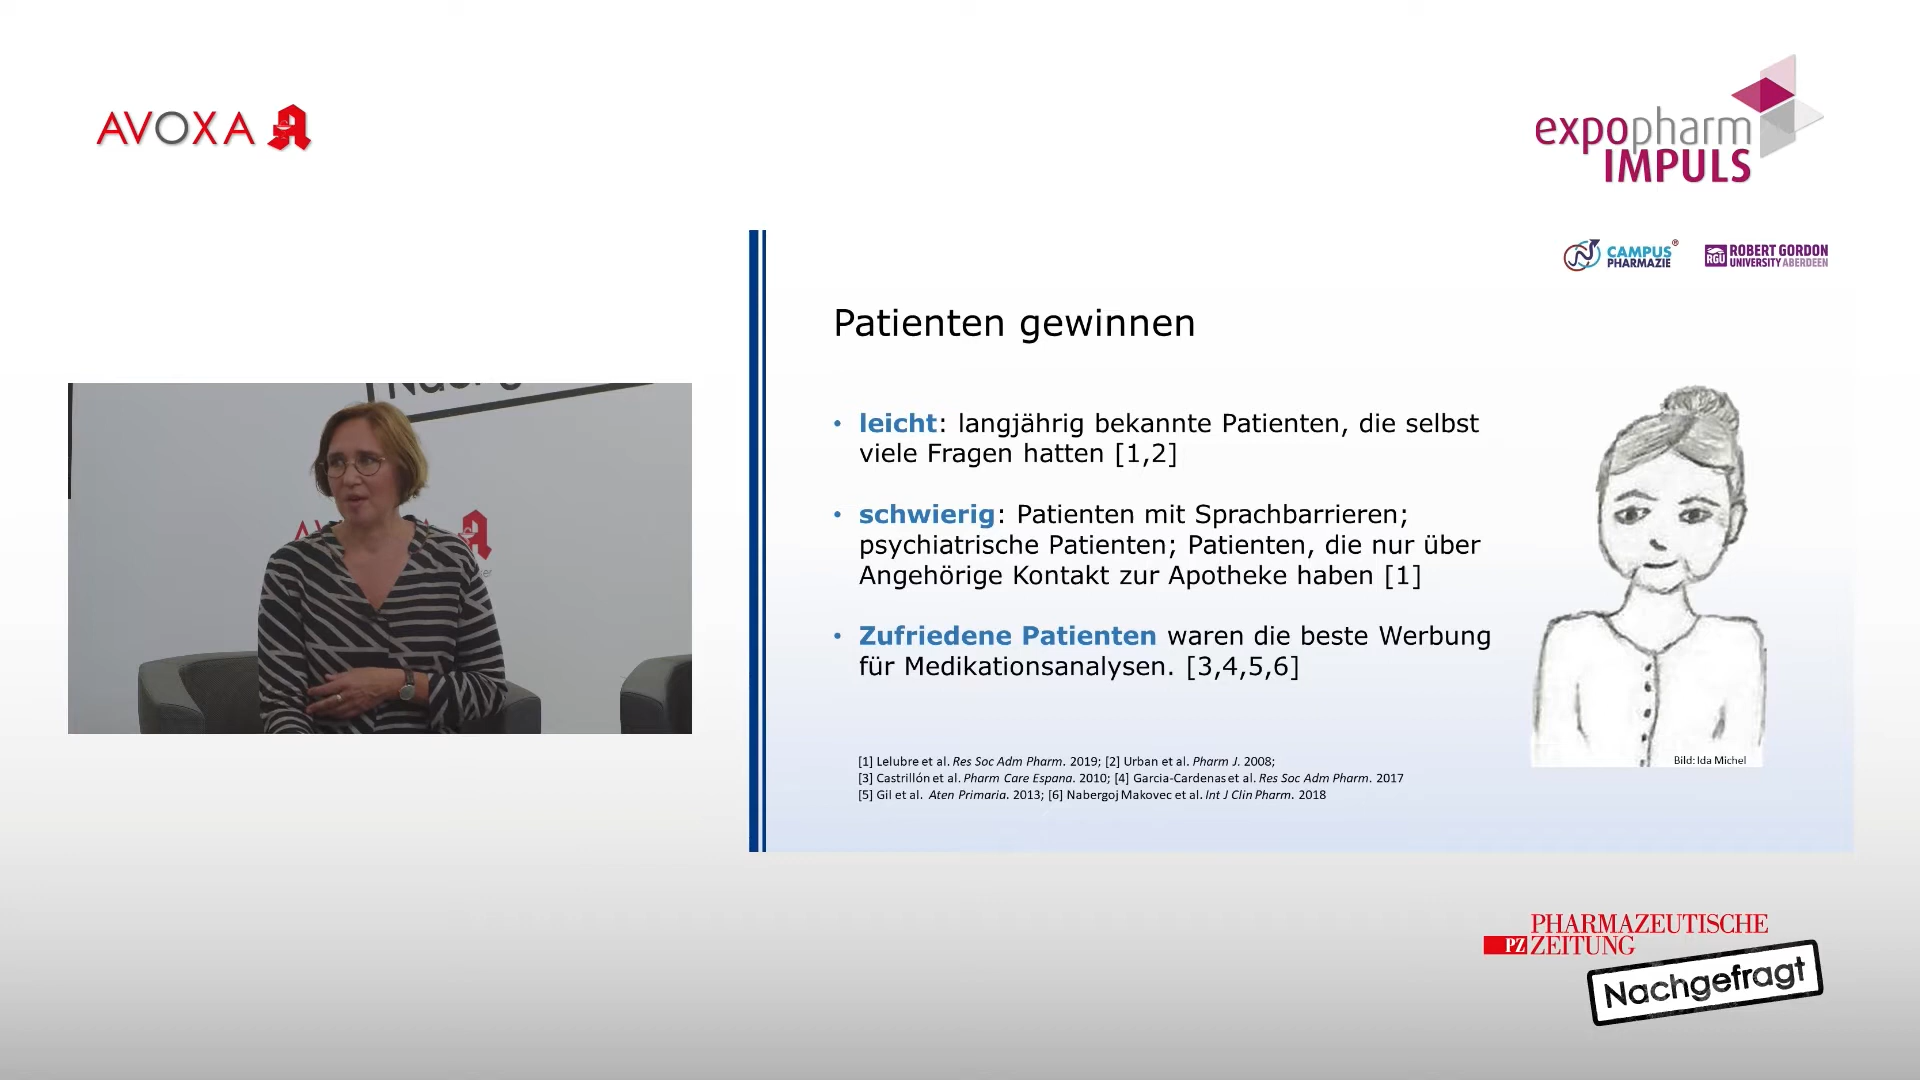 AVOXA
expopharm
IMPULS
CAMPUS
PHARMAZIE
RGU
ROBERT GORDON
UNIVERSITY ABERDEEN
Patienten gewinnen
• leicht: langjährig bekannte Patienten, die selbst
viele Fragen hatten [1,2]
• schwierig: Patienten mit Sprachbarrieren;
psychiatrische Patienten; Patienten, die nur über
Angehörige Kontakt zur Apotheke haben [1]
• Zufriedene Patienten waren die beste Werbung
für Medikationsanalysen. [3,4,5,6]
Bild: Ida Michel
[1] Lelubre et al. Res Soc Adm Pharm. 2019; [2] Urban et al. Pharm J. 2008;
[3] Castrillón et al. Pharm Care Espana. 2010; [4] Garcia-Cardenas et al. Res Soc Adm Pharm. 2017
[5] Gil et al. Aten Primaria. 2013; [6] Nabergoj Makovec et al. Int J Clin Pharm. 2018
PHARMAZEUTISCHE
PZ ZEITUNG
Nachgefragt